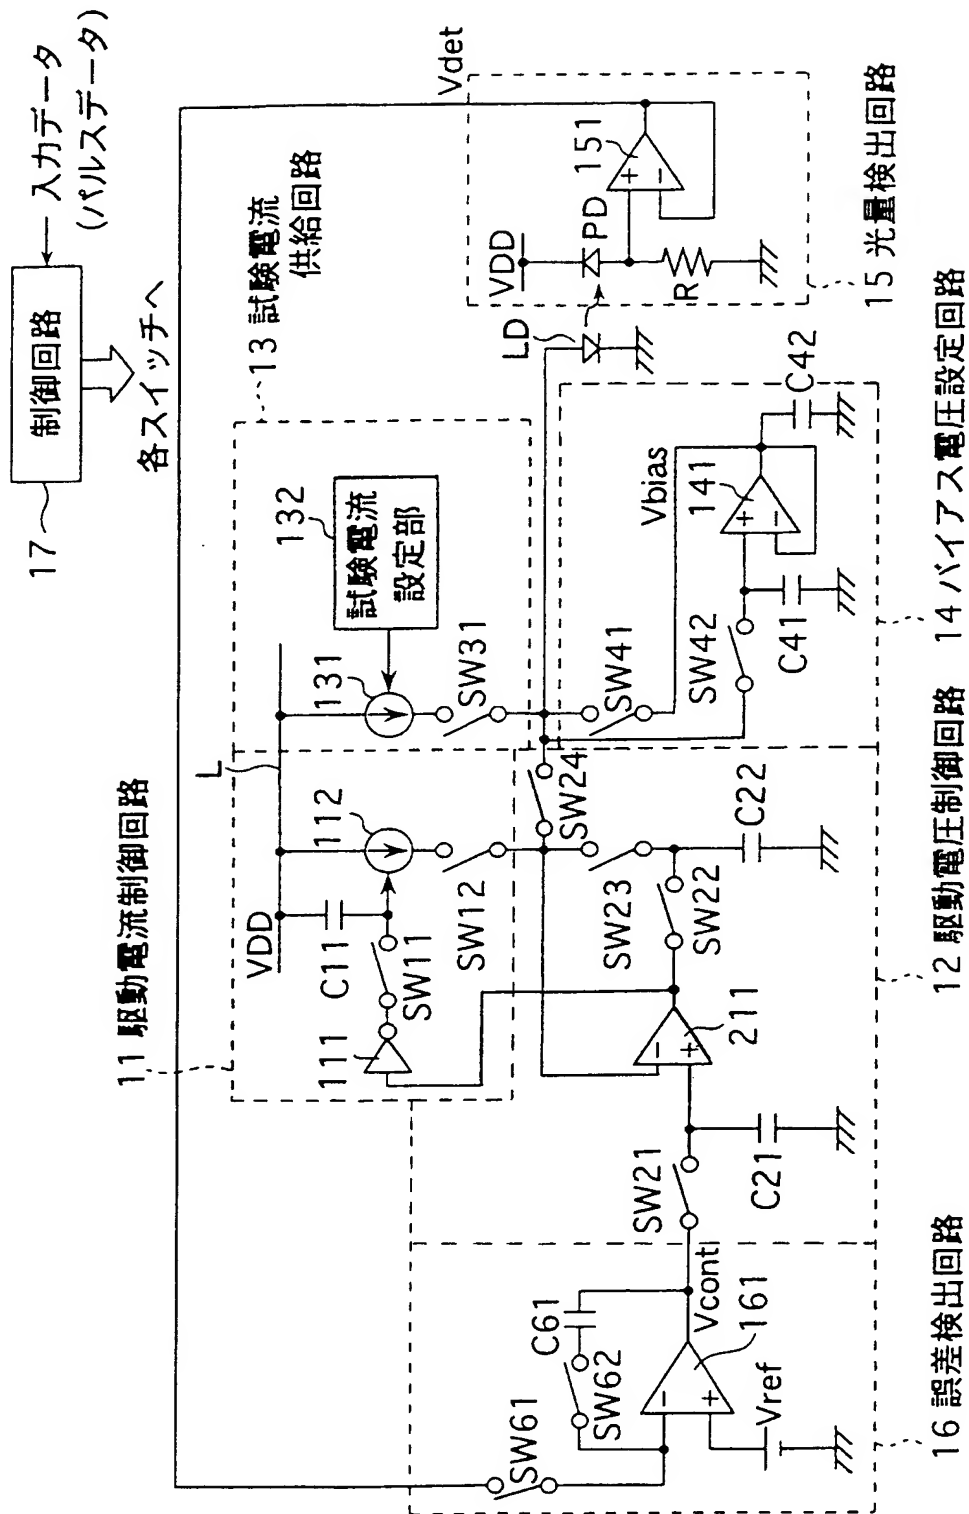 17
制御回路
入力データ
(パルスデータ)
各スイッチへ
11 駆動電流制御回路
13 試験電流
供給回路
L
VDD
C11
111
SW11
112
SW12
131
132
試験電流
設定部
SW31
LD
Vdet
VDD
PD
R
151
15 光量検出回路
SW24
SW41
SW42
Vbias
141
C41
C42
14 バイアス電圧設定回路
SW23
SW22
C22
211
SW21
C21
12 駆動電圧制御回路
SW61
SW62
C61
Vcont
161
Vref
16 誤差検出回路